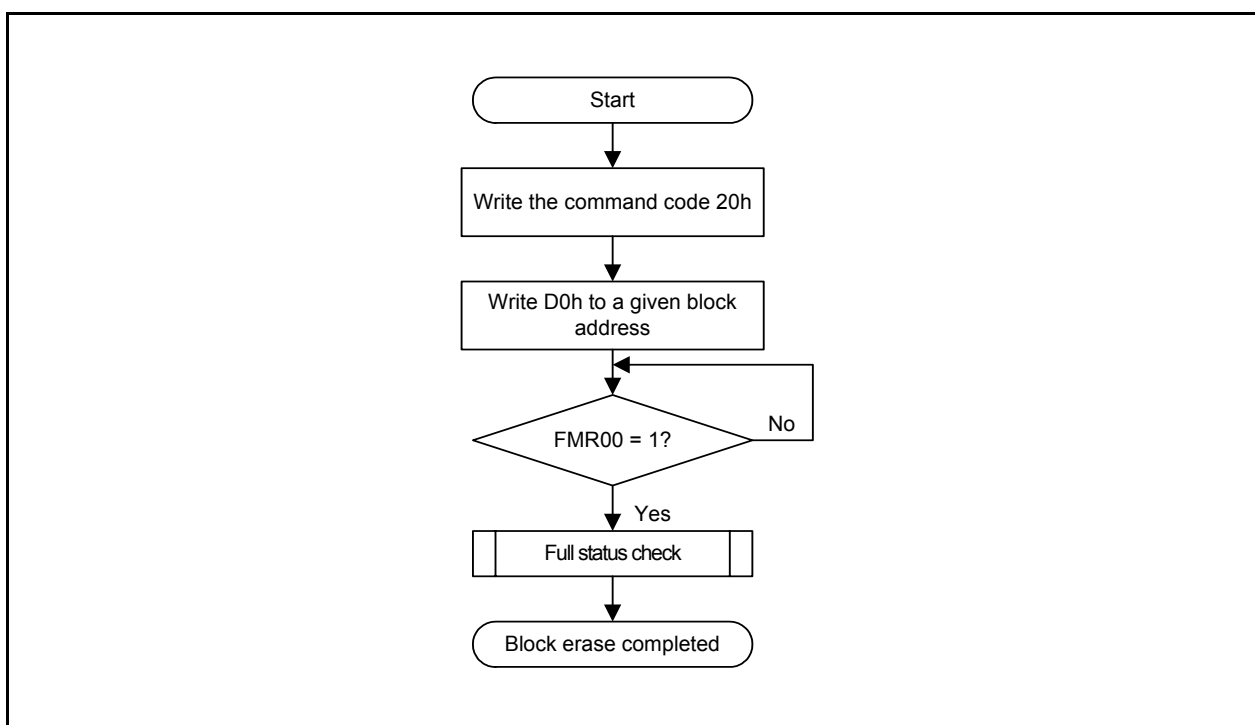 Start
Write the command code 20h
Write D0h to a given block
address
FMR00 = 1?
No
Yes
Full status check
Block erase completed